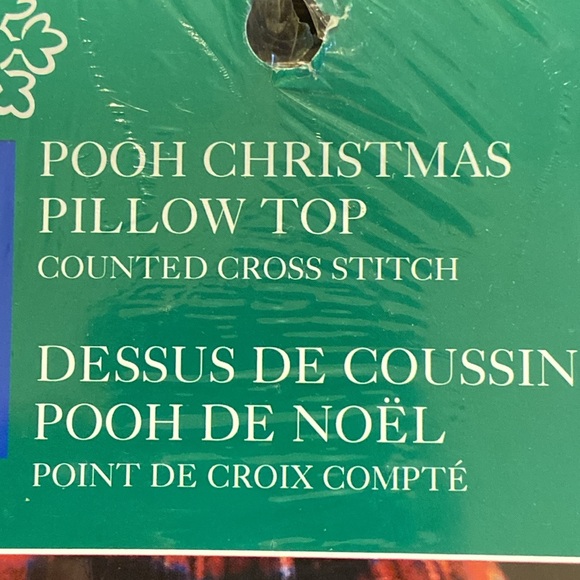 POOH CHRISTMAS
PILLOW TOP
COUNTED CROSS STITCH
DESSUS DE COUSSIN
POOH DE NOËL
POINT DE CROIX COMPTÉ